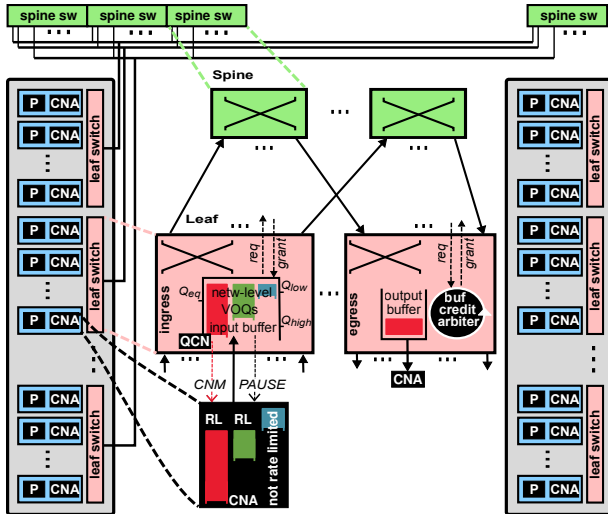 spine sw spine sw spine sw spine sw
...
Spine
P CNA
P CNA
...
P CNA
leaf switch
P CNA
P CNA
...
P CNA
leaf switch
...
P CNA
P CNA
...
P CNA
leaf switch
...
...
...
Leaf
...
...
ingress
req
grant
Qeq
Qlow
Qhigh
netw-level
VOQs
input buffer
QCN
...
...
CNM
PAUSE
RL RL
not rate limited
CNA
...
egress
req
grant
output
buffer
buf
credit
arbiter
...
...
CNA
P CNA
P CNA
...
P CNA
leaf switch
P CNA
P CNA
...
P CNA
leaf switch
...
P CNA
P CNA
...
P CNA
leaf switch